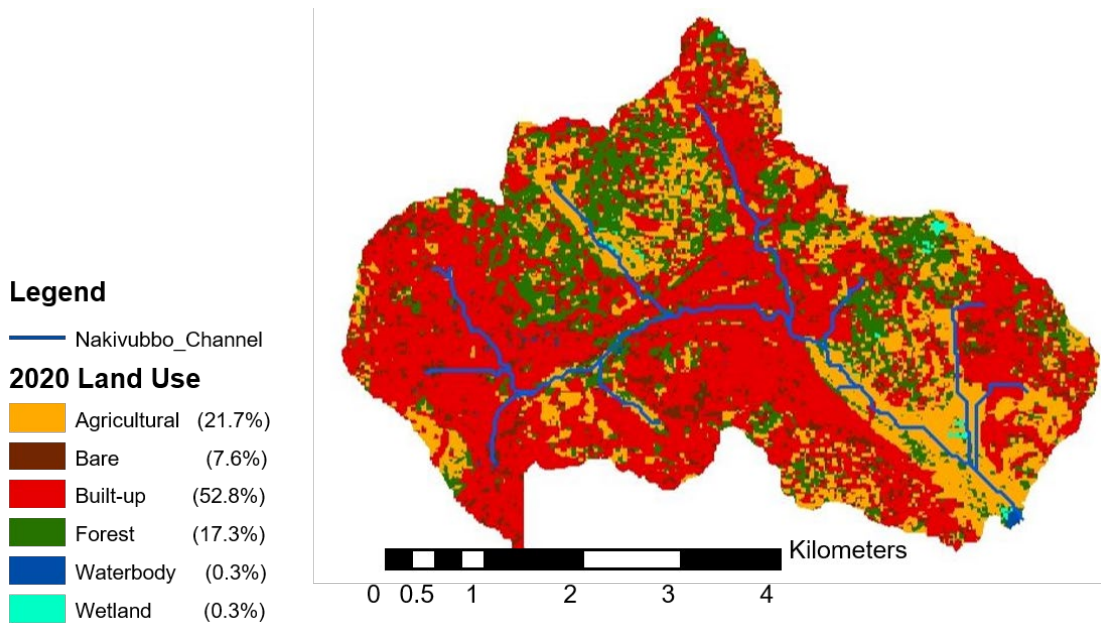 Legend
Nakivubbo_Channel
2020 Land Use
Agricultural (21.7%)
Bare (7.6%)
Built-up (52.8%)
Forest (17.3%)
Waterbody (0.3%)
Wetland (0.3%)
Kilometers
0 0.5 1 2 3 4